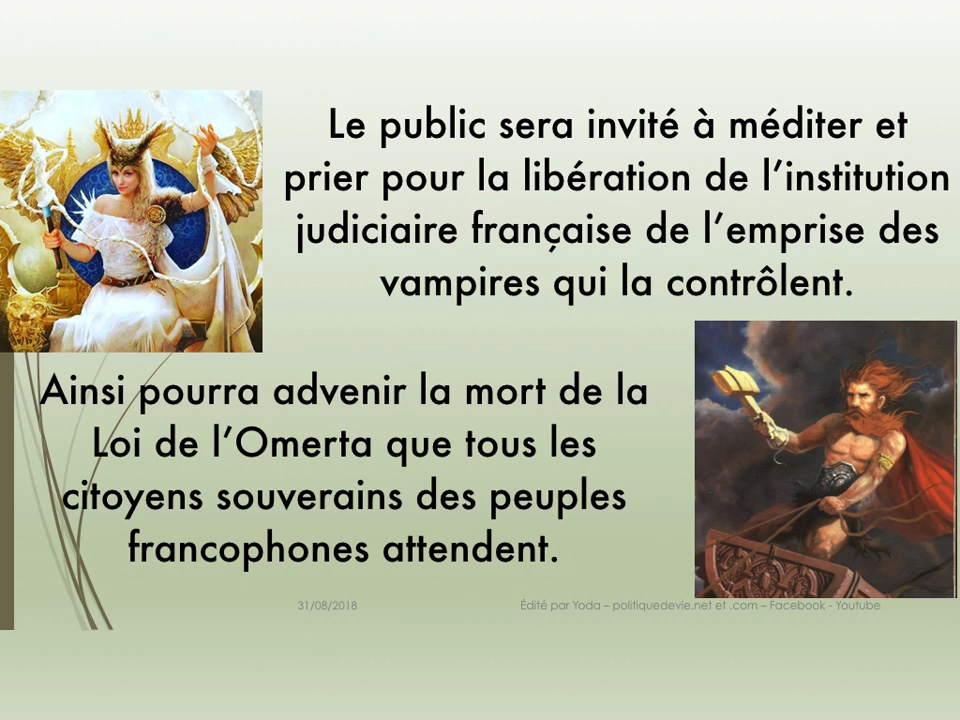 Le public sera invité à méditer et
prier pour la libération de l’institution
judiciaire française de l’emprise des
vampires qui la contrôlent.
Ainsi pourra advenir la mort de la
Loi de l’Omerta que tous les
citoyens souverains des peuples
francophones attendent.
31/08/2018
Édité par Yoda – politiquedevie.net et .com – Facebook - Youtube